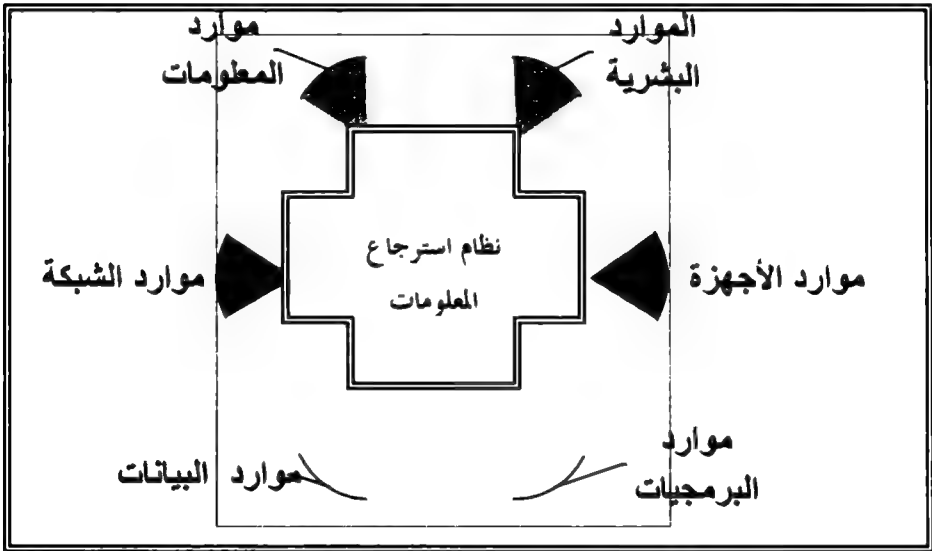 الموارد
البشرية
موارد
المعلومات
نظام استرجاع
المعلومات
موارد الأجهزة
موارد الشبكة
موارد
البرمجيات
موارد البيانات